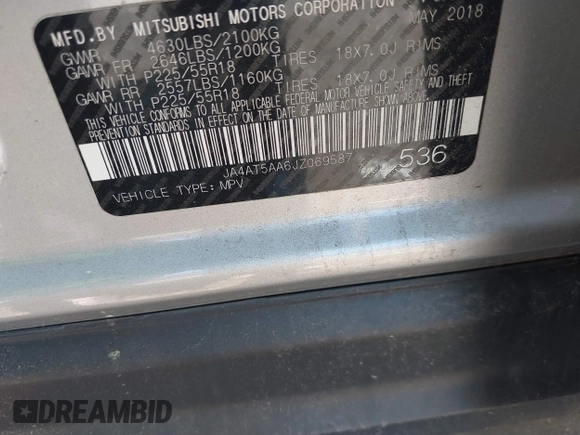 MFD.BY MITSUBISHI MOTORS CORPORATION
MAY 2018
GWR 4630LBS/2100KG
GAWR FR 2646LBS/1200KG
WITH P225/55R18 TIRES 18X7.0J RIMS
GAWR RR 2557LBS/1160KG
WITH P225/55R18 TIRES 18X7.0J RIMS
THIS VEHICLE CONFORMS TO ALL APPLICABLE FEDERAL MOTOR VEHICLE SAFETY AND
THEFT PREVENTION STANDARDS IN EFFECT ON THE DATE OF MANUFACTURE SHOWN ABOVE.
JA4AT5AA6JZ069587
536
VEHICLE TYPE: MPV
DREAMBID